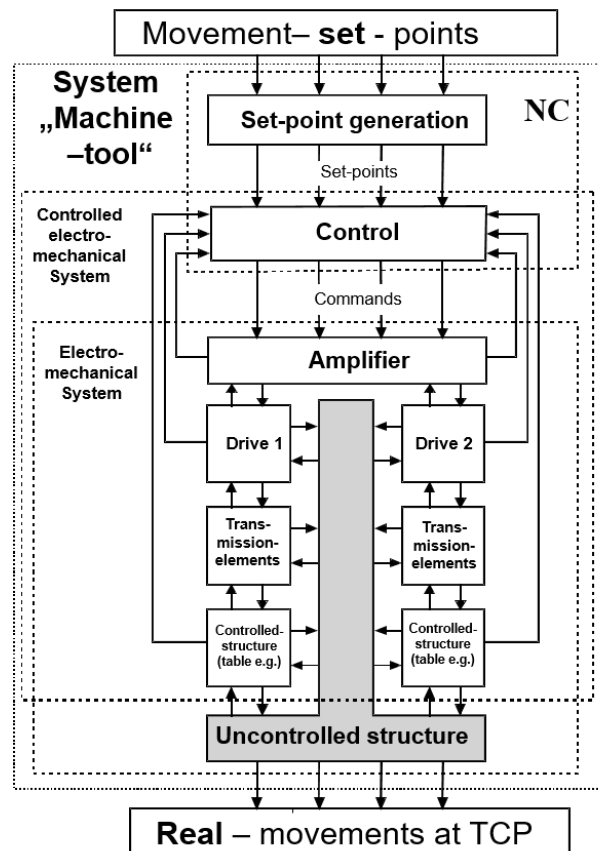 Movement– set - points
System
„Machine
–tool“
NC
Set-point generation
Set-points
Controlled
electro-
mechanical
System
Control
Commands
Electro-
mechanical
System
Amplifier
Drive 1
Drive 2
Trans-
mission-
elements
Trans-
mission-
elements
Controlled-
structure
(table e.g.)
Controlled-
structure
(table e.g.)
Uncontrolled structure
Real – movements at TCP